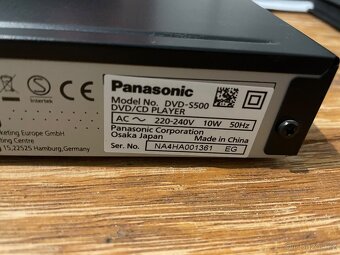 Intertek
Panasonic
Model No. DVD-S500
DVD/CD PLAYER
AC 220-240V 10W 50Hz
Panasonic Corporation
Osaka Japan Made in China
Ser. No. NA4HA001361 EG
keting Europe GmbH
ting Centre
15,22525 Hamburg,Germany